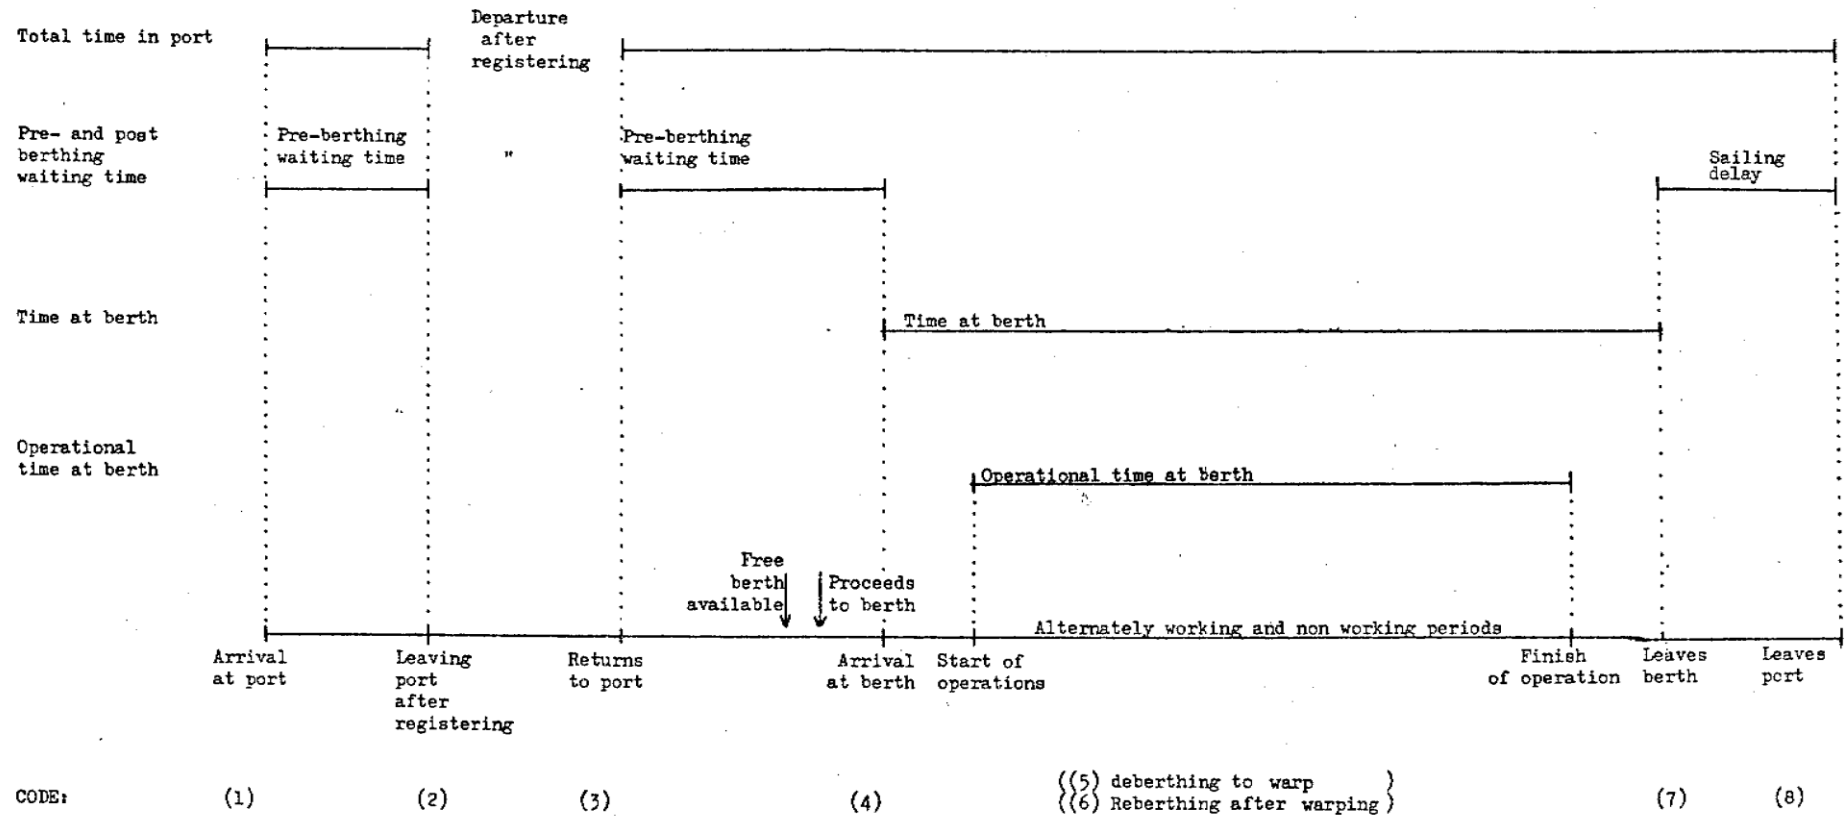 Total time in port
Departure
after
registering
Pre- and post
berthing
waiting time
Pre-berthing
waiting time
"
Pre-berthing
waiting time
Sailing
delay
Time at berth
Time at berth
Operational
time at berth
Operational time at berth
Free
berth
available
Proceeds
to berth
Alternately working and non working periods
Arrival
at port
Leaving
port
after
registering
Returns
to port
Arrival
at berth
Start of
operations
Finish
of operation
Leaves
berth
Leaves
port
CODE: (1) (2) (3) (4) ((5) deberthing to warp ) (7) (8)
((6) Reberthing after warping)